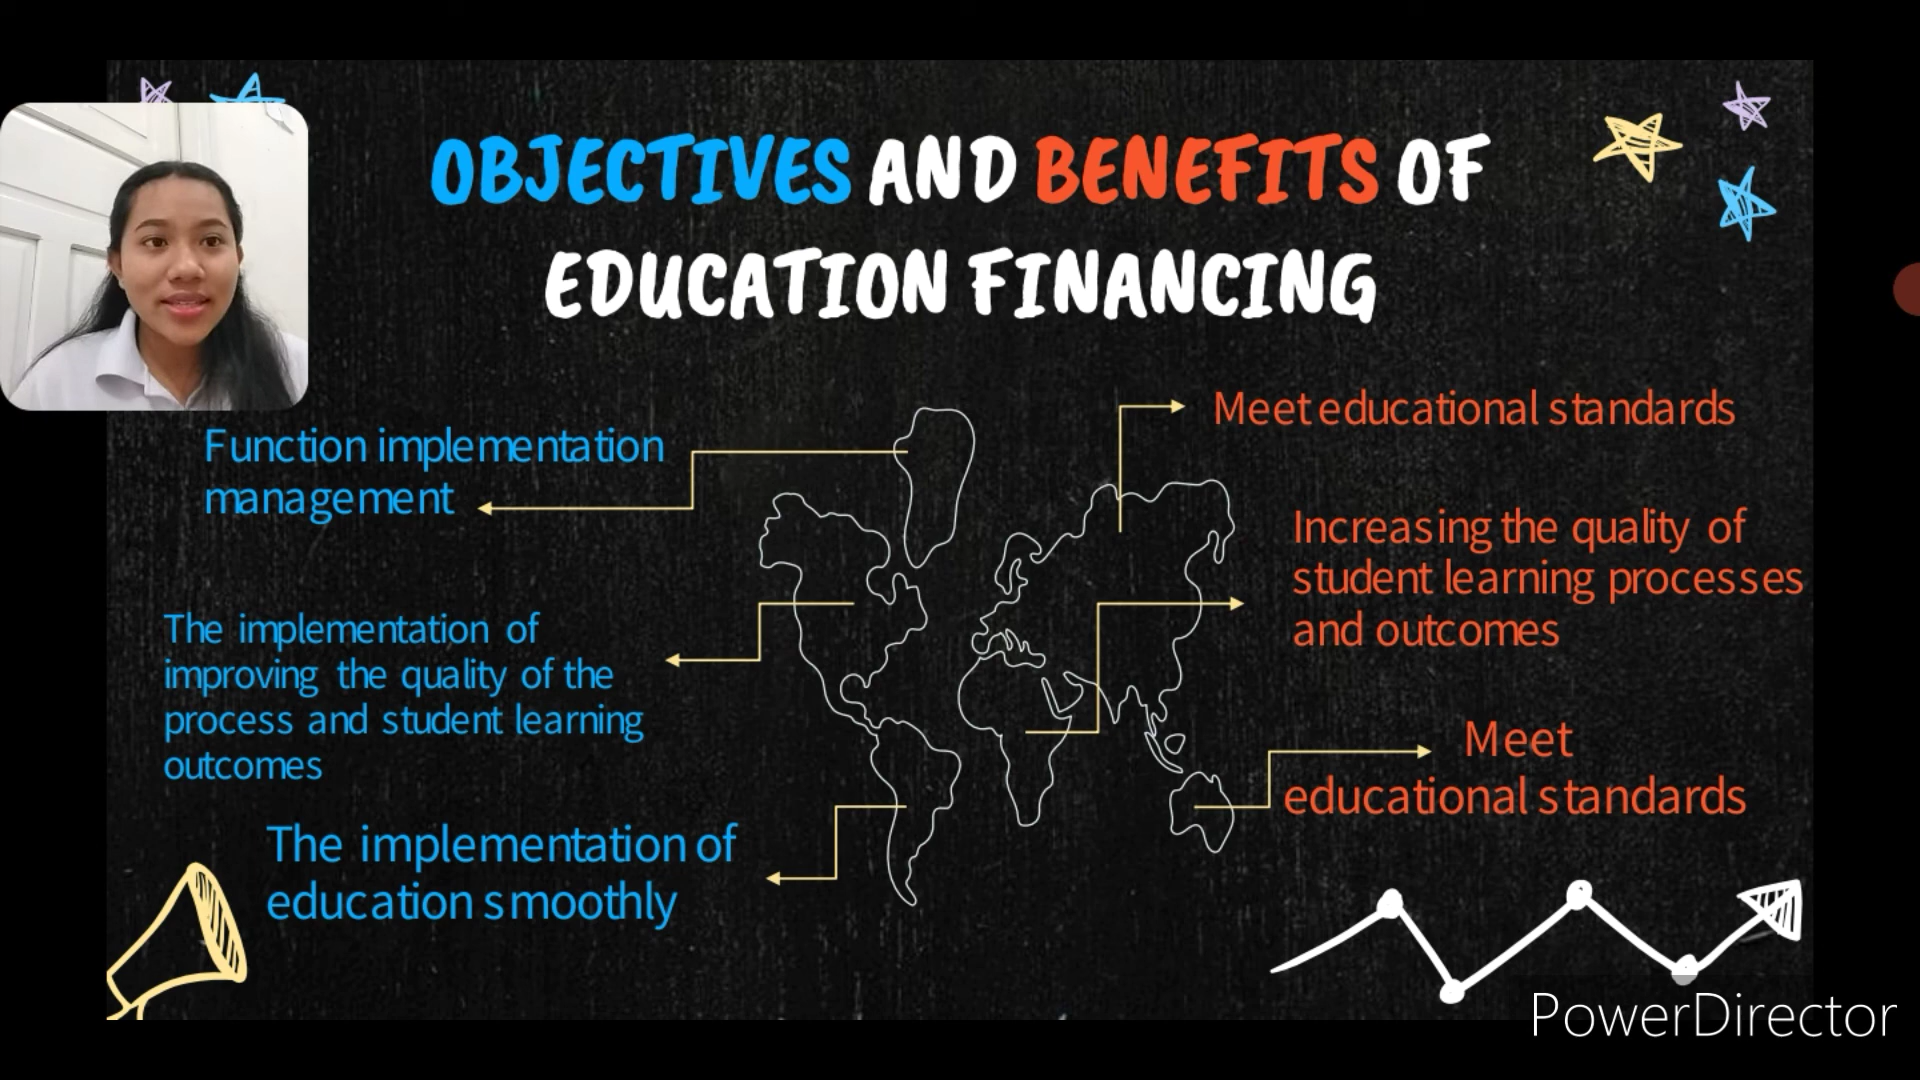 OBJECTIVES AND BENEFITS OF
EDUCATION FINANCING
Function implementation
management
The implementation of
improving the quality of the
process and student learning
outcomes
The implementation of
education smoothly
Meet educational standards
Increasing the quality of
student learning processes
and outcomes
Meet
educational standards
PowerDirector